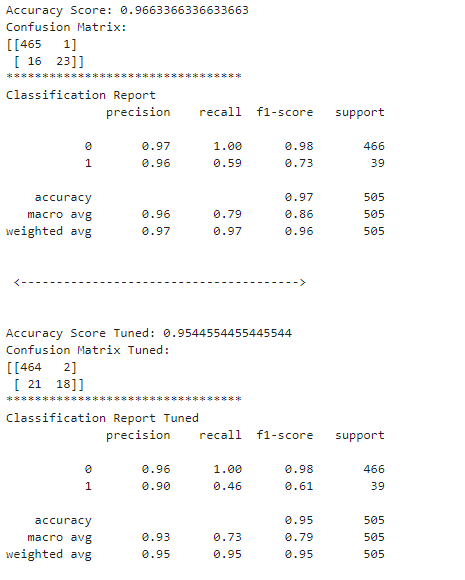 Accuracy Score: 0.9663366336633663
Confusion Matrix:
[[465   1]
 [ 16  23]]
*********************************
Classification Report
              precision    recall  f1-score   support

           0       0.97      1.00      0.98       466
           1       0.96      0.59      0.73        39

    accuracy                           0.97       505
   macro avg       0.96      0.79      0.86       505
weighted avg       0.97      0.97      0.96       505

<--------------------------------------->

Accuracy Score Tuned: 0.9544554455445544
Confusion Matrix Tuned:
[[464   2]
 [ 21  18]]
*********************************
Classification Report Tuned
              precision    recall  f1-score   support

           0       0.96      1.00      0.98       466
           1       0.90      0.46      0.61        39

    accuracy                           0.95       505
   macro avg       0.93      0.73      0.79       505
weighted avg       0.95      0.95      0.95       505